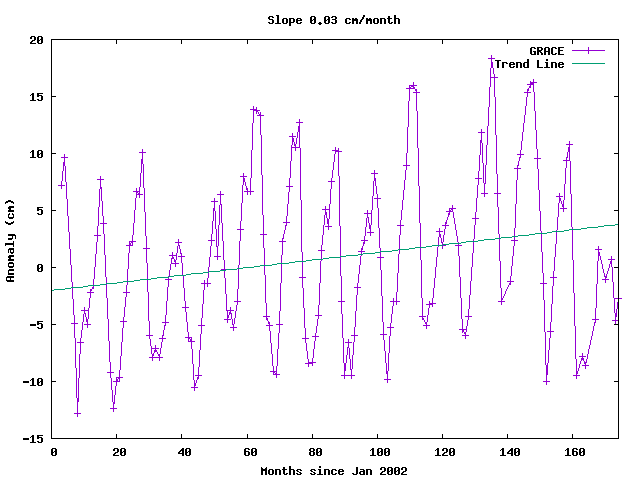 Slope 0.03 cm/month
GRACE
Trend Line
20
15
10
5
0
-5
-10
-15
Anomaly (cm)
0 20 40 60 80 100 120 140 160
Months since Jan 2002